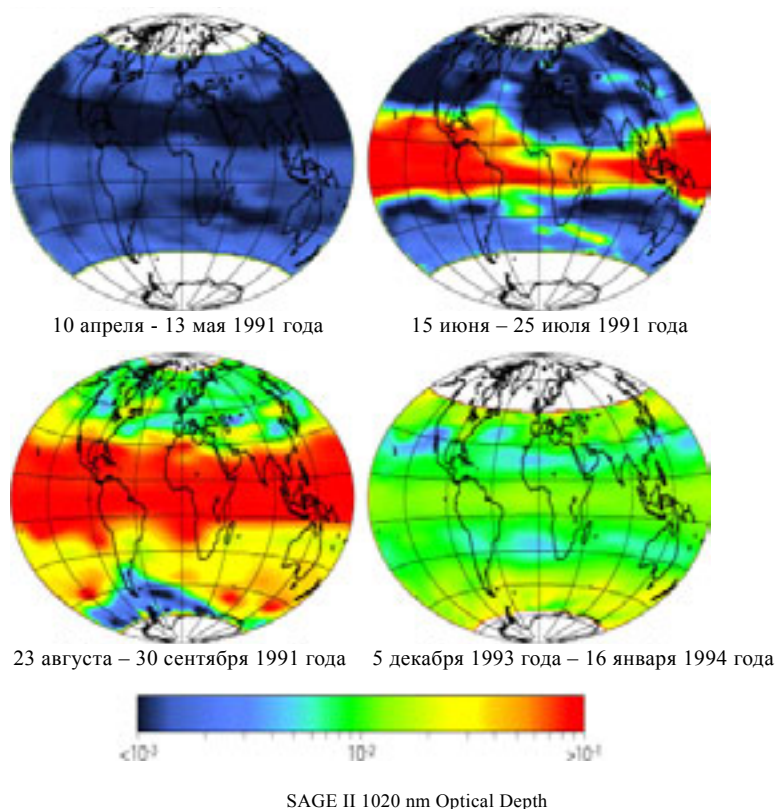 10 апреля - 13 мая 1991 года
15 июня – 25 июля 1991 года
23 августа – 30 сентября 1991 года
5 декабря 1993 года – 16 января 1994 года
<10⁻³ 10⁻² >10⁻¹
SAGE II 1020 nm Optical Depth